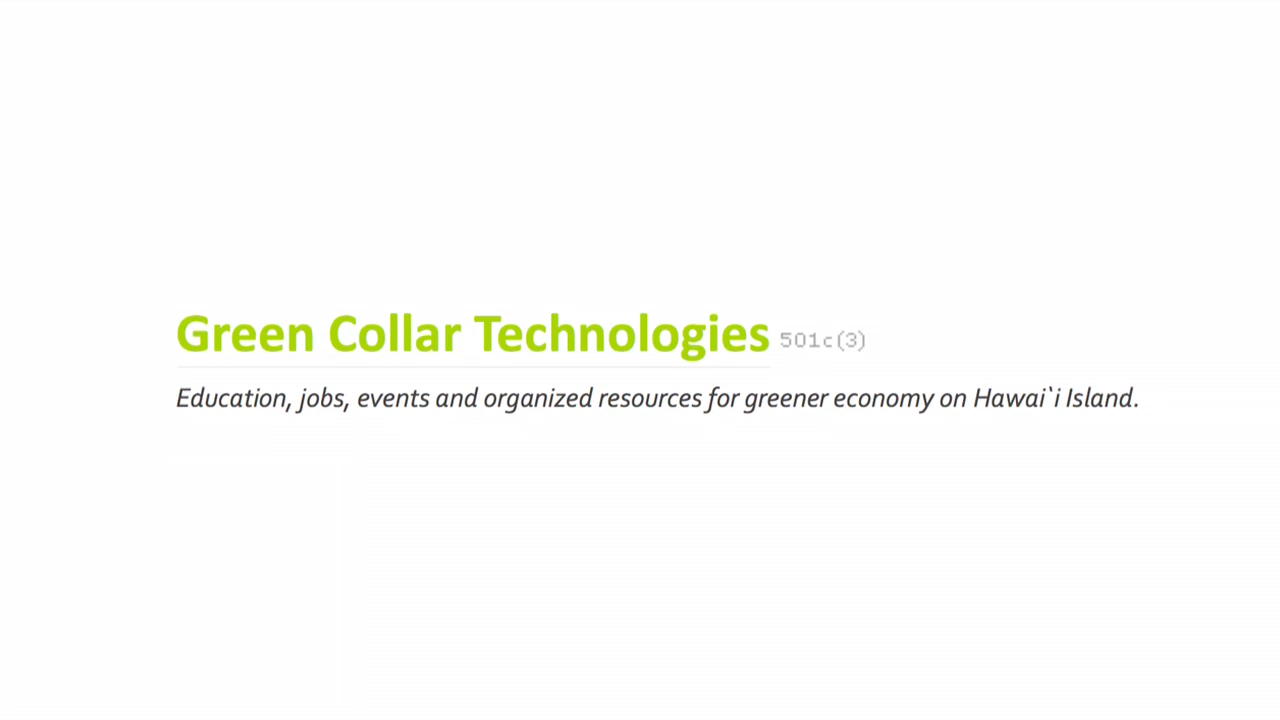 Green Collar Technologies 501c(3)
Education, jobs, events and organized resources for greener economy on Hawai`i Island.